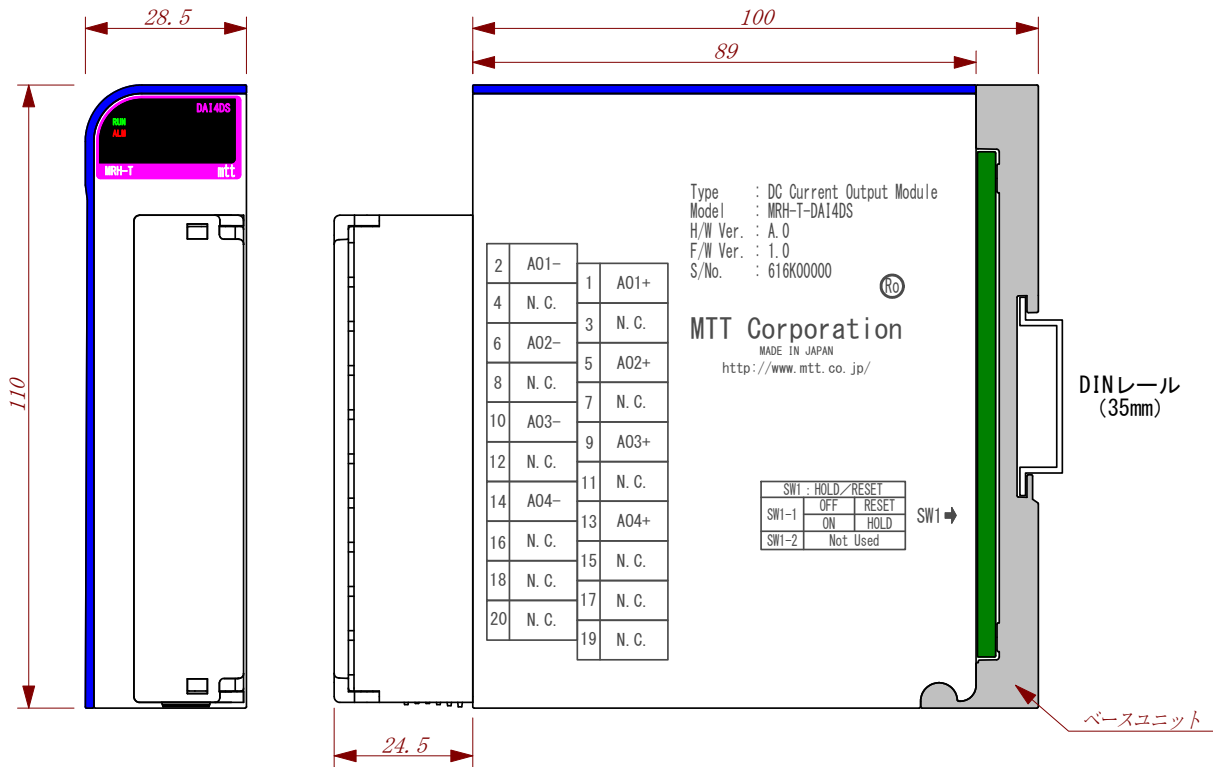 28.5
100
89
110
24.5
DAI4DS
RUN
ALM
MRH-T
mtt
Type : DC Current Output Module
Model : MRH-T-DAI4DS
H/W Ver. : A.0
F/W Ver. : 1.0
S/No. : 616K00000
Ro
MTT Corporation
MADE IN JAPAN
http://www.mtt.co.jp/
2 AO1-
4 N.C.
6 AO2-
8 N.C.
10 AO3-
12 N.C.
14 AO4-
16 N.C.
18 N.C.
20 N.C.
1 AO1+
3 N.C.
5 AO2+
7 N.C.
9 AO3+
11 N.C.
13 AO4+
15 N.C.
17 N.C.
19 N.C.
SW1 : HOLD／RESET
SW1-1 OFF RESET
ON HOLD
SW1-2 Not Used
SW1
DINレール
(35mm)
ベースユニット